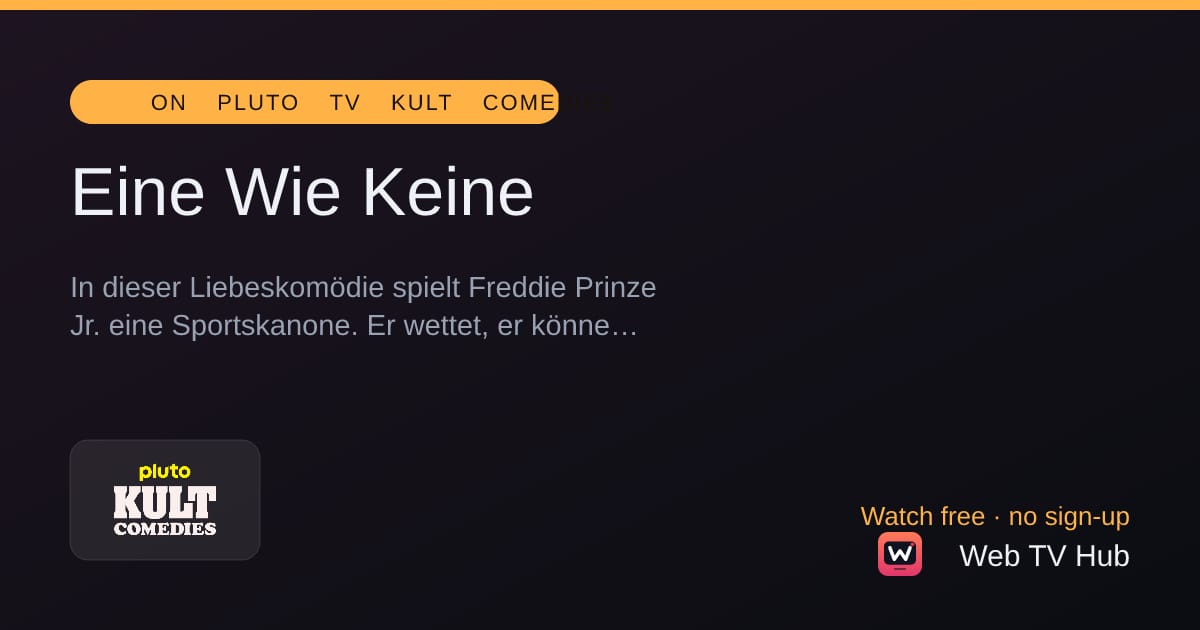 ON PLUTO TV KULT COMEDIES
Eine Wie Keine
In dieser Liebeskomödie spielt Freddie Prinze
Jr. eine Sportskanone. Er wettet, er könne…
pluto
KULT
COMEDIES
Watch free · no sign-up
W
Web TV Hub